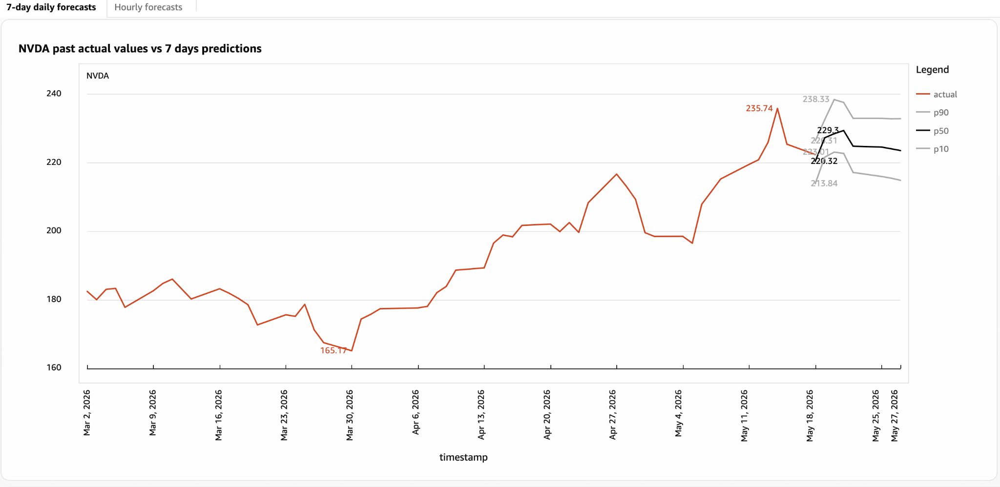 7-day daily forecasts
Hourly forecasts
NVDA past actual values vs 7 days predictions
NVDA
Legend
actual
p90
p50
p10
240
220
200
180
160
235.74
165.17
238.33
229.3
226.31
223.01
220.32
213.84
Mar 2, 2026
Mar 9, 2026
Mar 16, 2026
Mar 23, 2026
Mar 30, 2026
Apr 6, 2026
Apr 13, 2026
Apr 20, 2026
Apr 27, 2026
May 4, 2026
May 11, 2026
May 18, 2026
May 25, 2026
May 27, 2026
timestamp